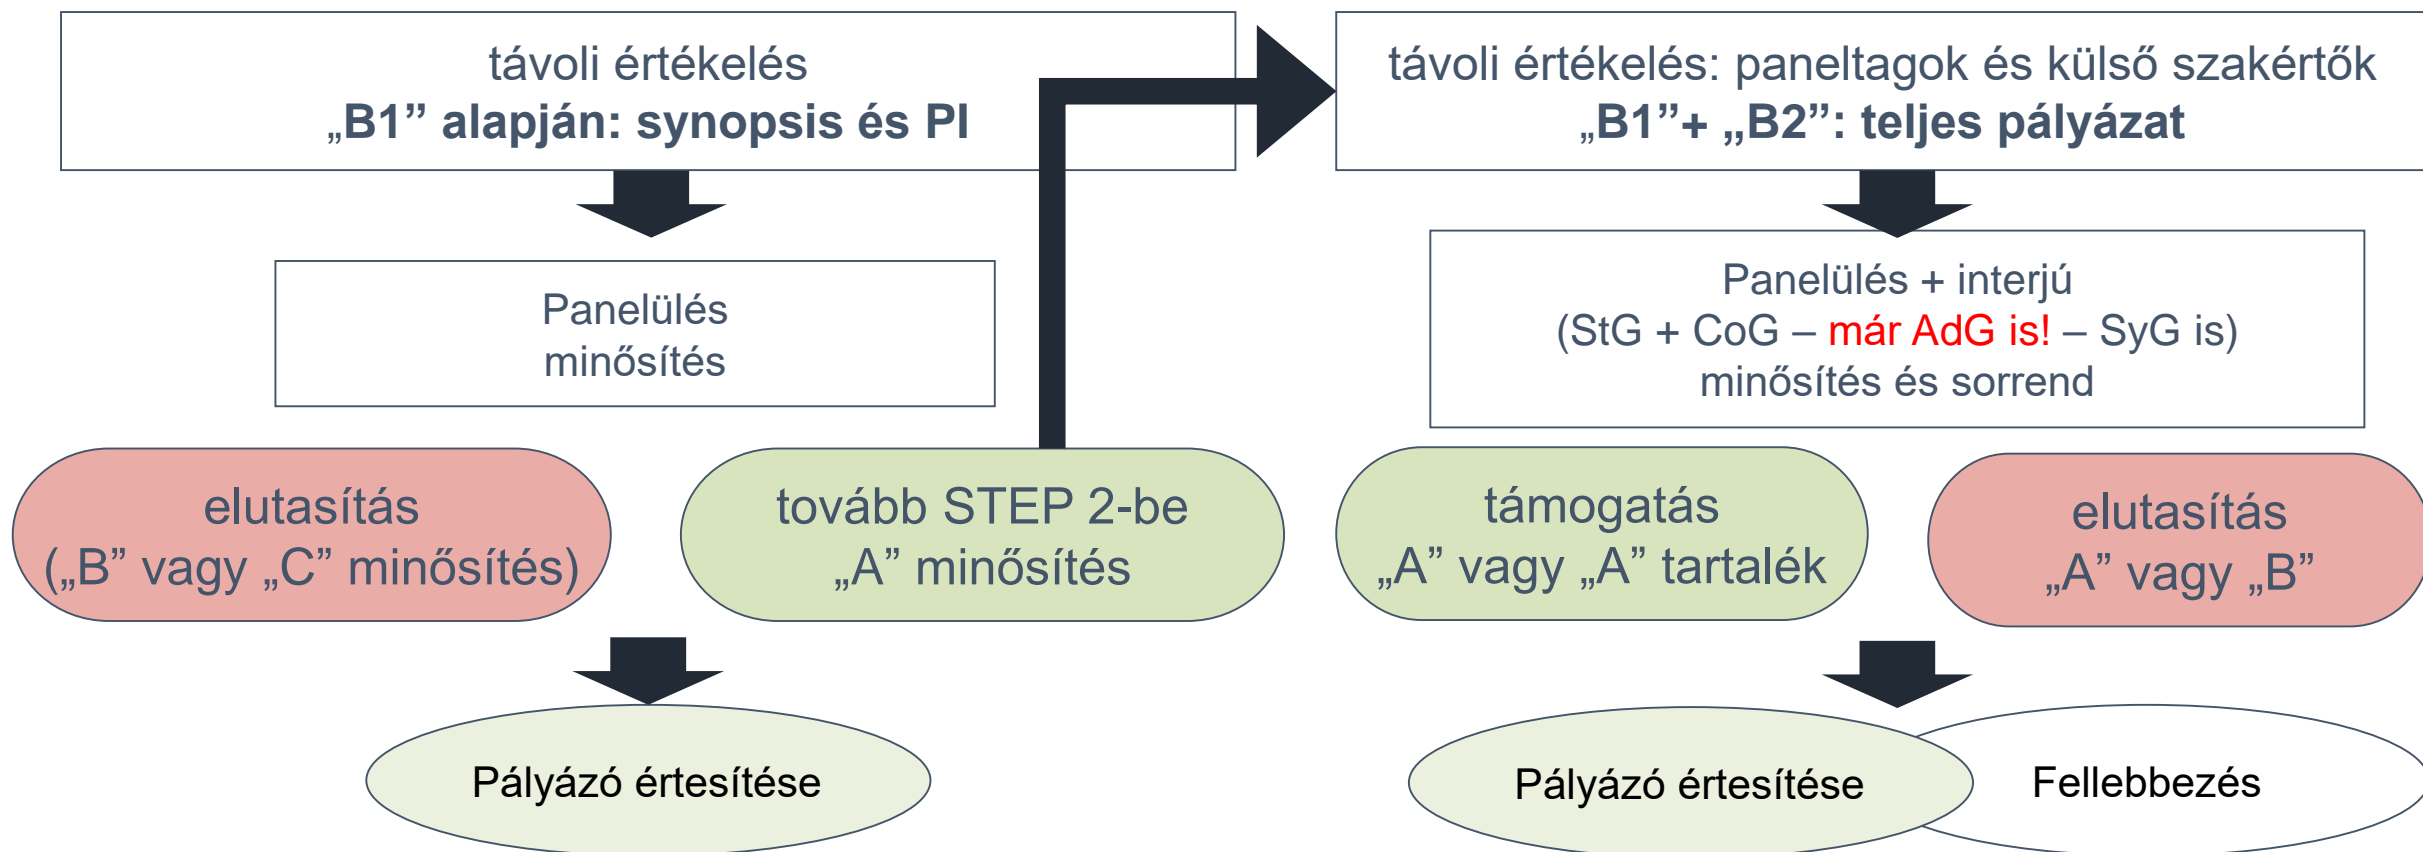 távoli értékelés
„B1” alapján: synopsis és PI
Panelülés
minősítés
elutasítás
(„B” vagy „C” minősítés)
tovább STEP 2-be
„A” minősítés
Pályázó értesítése
távoli értékelés: paneltagok és külső szakértők
„B1”+ „B2”: teljes pályázat
Panelülés + interjú
(StG + CoG – már AdG is! – SyG is)
minősítés és sorrend
támogatás
„A” vagy „A” tartalék
elutasítás
„A” vagy „B”
Pályázó értesítése
Fellebbezés